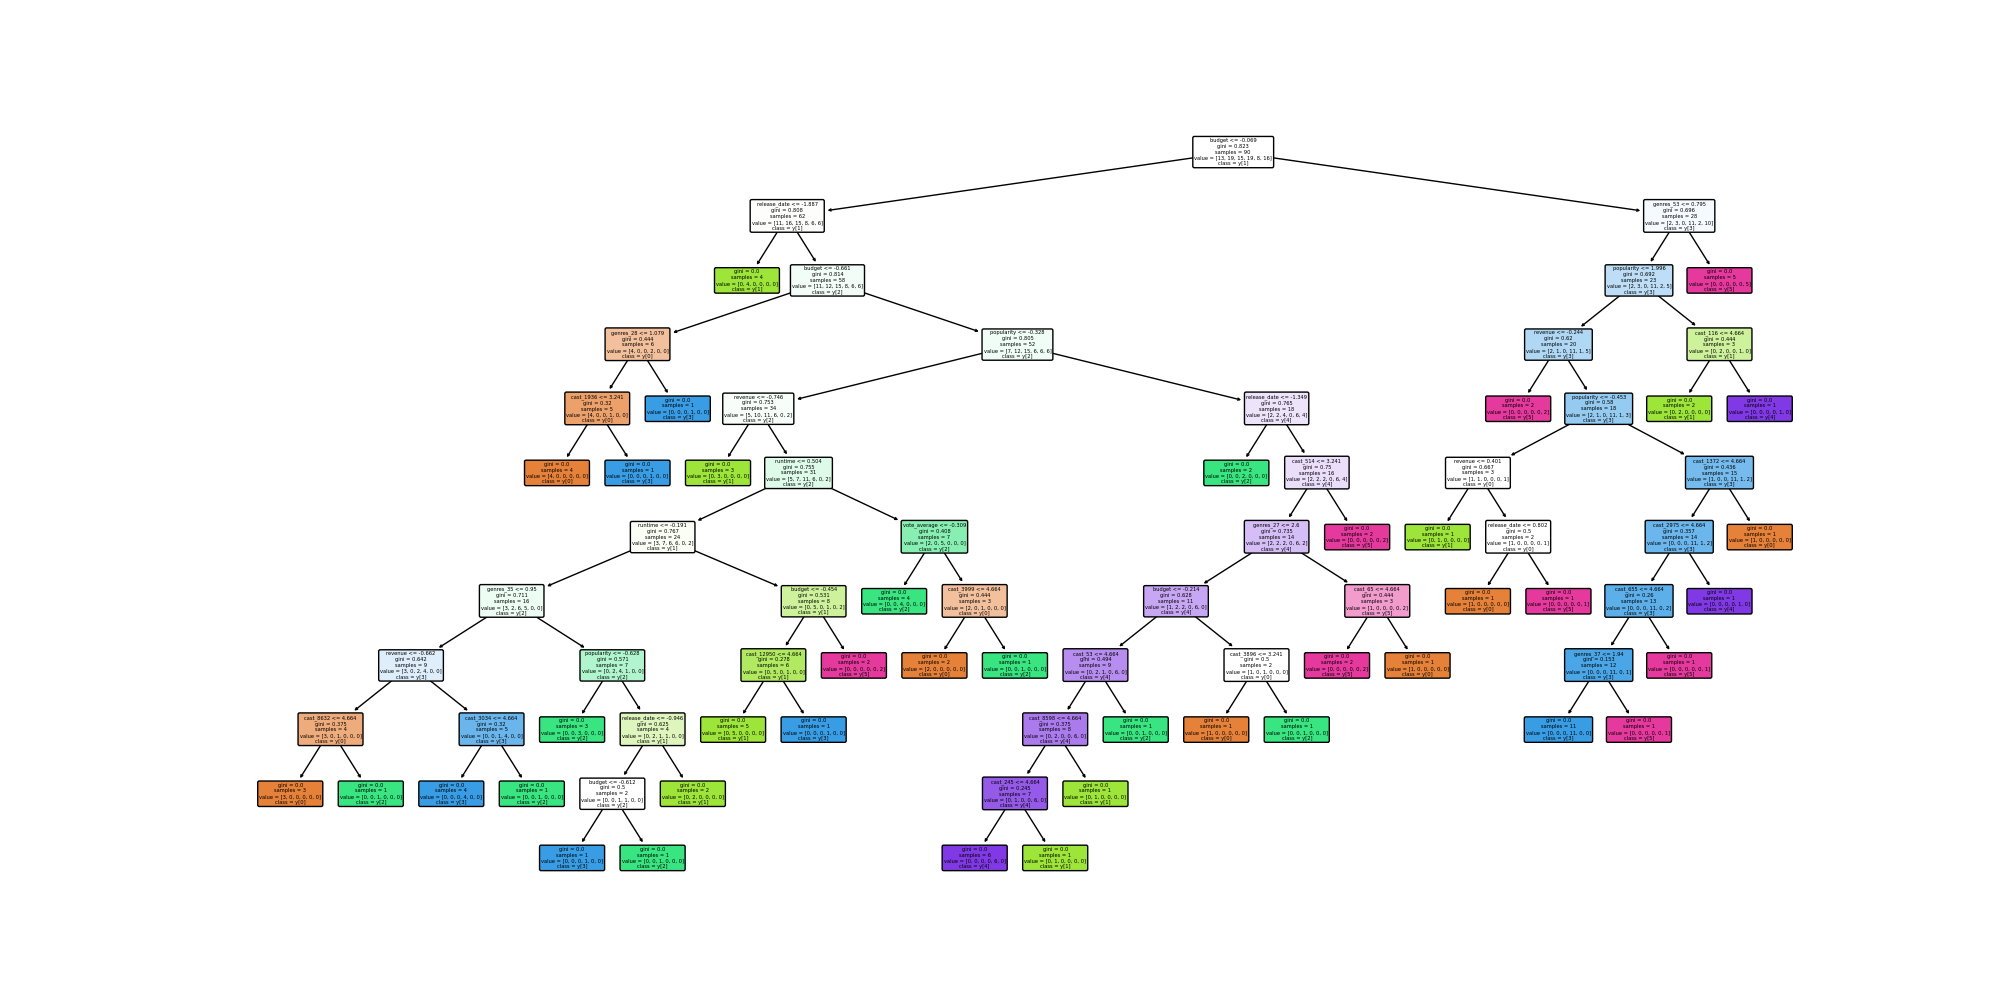 budget <= -0.069
gini = 0.823
samples = 90
value = [13, 19, 15, 19, 8, 16]
class = y[1]
release_date <= -1.887
gini = 0.808
samples = 62
value = [11, 16, 15, 8, 6, 6]
class = y[1]
genres_53 <= 0.795
gini = 0.696
samples = 28
value = [2, 3, 0, 11, 2, 10]
class = y[3]
gini = 0.0
samples = 4
value = [0, 4, 0, 0, 0, 0]
class = y[1]
budget <= -0.661
gini = 0.814
samples = 58
value = [11, 12, 15, 8, 6, 6]
class = y[2]
popularity <= 1.996
gini = 0.692
samples = 23
value = [2, 3, 0, 11, 2, 5]
class = y[3]
gini = 0.0
samples = 5
value = [0, 0, 0, 0, 0, 5]
class = y[5]
genres_28 <= 1.079
gini = 0.444
samples = 6
value = [4, 0, 0, 2, 0, 0]
class = y[0]
popularity <= -0.328
gini = 0.805
samples = 52
value = [7, 12, 15, 6, 6, 6]
class = y[2]
revenue <= -0.244
gini = 0.62
samples = 20
value = [2, 1, 0, 11, 1, 5]
class = y[3]
cast_116 <= 4.664
gini = 0.444
samples = 3
value = [0, 2, 0, 0, 1, 0]
class = y[1]
cast_1936 <= 3.241
gini = 0.32
samples = 5
value = [4, 0, 0, 1, 0, 0]
class = y[0]
gini = 0.0
samples = 1
value = [0, 0, 0, 1, 0, 0]
class = y[3]
revenue <= -0.746
gini = 0.753
samples = 34
value = [5, 10, 11, 6, 0, 2]
class = y[2]
release_date <= -1.349
gini = 0.765
samples = 18
value = [2, 2, 4, 0, 6, 4]
class = y[4]
gini = 0.0
samples = 2
value = [0, 0, 0, 0, 0, 2]
class = y[5]
popularity <= -0.453
gini = 0.58
samples = 18
value = [2, 1, 0, 11, 1, 3]
class = y[3]
gini = 0.0
samples = 2
value = [0, 2, 0, 0, 0, 0]
class = y[1]
gini = 0.0
samples = 1
value = [0, 0, 0, 0, 1, 0]
class = y[4]
gini = 0.0
samples = 4
value = [4, 0, 0, 0, 0, 0]
class = y[0]
gini = 0.0
samples = 1
value = [0, 0, 0, 1, 0, 0]
class = y[3]
gini = 0.0
samples = 3
value = [0, 3, 0, 0, 0, 0]
class = y[1]
runtime <= 0.504
gini = 0.755
samples = 31
value = [5, 7, 11, 6, 0, 2]
class = y[2]
gini = 0.0
samples = 2
value = [0, 0, 2, 0, 0, 0]
class = y[2]
cast_514 <= 3.241
gini = 0.75
samples = 16
value = [2, 2, 2, 0, 6, 4]
class = y[4]
revenue <= 0.401
gini = 0.667
samples = 3
value = [1, 1, 0, 0, 0, 1]
class = y[0]
cast_1372 <= 4.664
gini = 0.436
samples = 15
value = [1, 0, 0, 11, 1, 2]
class = y[3]
runtime <= -0.191
gini = 0.767
samples = 24
value = [3, 7, 6, 6, 0, 2]
class = y[1]
vote_average <= -0.309
gini = 0.408
samples = 7
value = [2, 0, 5, 0, 0, 0]
class = y[2]
genres_27 <= 2.6
gini = 0.735
samples = 14
value = [2, 2, 2, 0, 6, 2]
class = y[4]
gini = 0.0
samples = 2
value = [0, 0, 0, 0, 0, 2]
class = y[5]
gini = 0.0
samples = 1
value = [0, 1, 0, 0, 0, 0]
class = y[1]
release_date <= 0.802
gini = 0.5
samples = 2
value = [1, 0, 0, 0, 0, 1]
class = y[0]
cast_2975 <= 4.664
gini = 0.357
samples = 14
value = [0, 0, 0, 11, 1, 2]
class = y[3]
gini = 0.0
samples = 1
value = [1, 0, 0, 0, 0, 0]
class = y[0]
genres_35 <= 0.95
gini = 0.711
samples = 16
value = [3, 2, 6, 5, 0, 0]
class = y[2]
budget <= -0.454
gini = 0.531
samples = 8
value = [0, 5, 0, 1, 0, 2]
class = y[1]
gini = 0.0
samples = 4
value = [0, 0, 4, 0, 0, 0]
class = y[2]
cast_3999 <= 4.664
gini = 0.444
samples = 3
value = [2, 0, 1, 0, 0, 0]
class = y[0]
budget <= -0.214
gini = 0.628
samples = 11
value = [1, 2, 2, 0, 6, 0]
class = y[4]
cast_65 <= 4.664
gini = 0.444
samples = 3
value = [1, 0, 0, 0, 0, 2]
class = y[5]
gini = 0.0
samples = 1
value = [1, 0, 0, 0, 0, 0]
class = y[0]
gini = 0.0
samples = 1
value = [0, 0, 0, 0, 0, 1]
class = y[5]
cast_655 <= 4.664
gini = 0.26
samples = 13
value = [0, 0, 0, 11, 0, 2]
class = y[3]
gini = 0.0
samples = 1
value = [0, 0, 0, 0, 1, 0]
class = y[4]
revenue <= -0.662
gini = 0.642
samples = 9
value = [3, 0, 2, 4, 0, 0]
class = y[3]
popularity <= -0.628
gini = 0.571
samples = 7
value = [0, 2, 4, 1, 0, 0]
class = y[2]
cast_12950 <= 4.664
gini = 0.278
samples = 6
value = [0, 5, 0, 1, 0, 0]
class = y[1]
gini = 0.0
samples = 2
value = [0, 0, 0, 0, 0, 2]
class = y[5]
gini = 0.0
samples = 2
value = [2, 0, 0, 0, 0, 0]
class = y[0]
gini = 0.0
samples = 1
value = [0, 0, 1, 0, 0, 0]
class = y[2]
cast_53 <= 4.664
gini = 0.494
samples = 9
value = [0, 2, 1, 0, 6, 0]
class = y[4]
cast_3896 <= 3.241
gini = 0.5
samples = 2
value = [1, 0, 1, 0, 0, 0]
class = y[0]
gini = 0.0
samples = 2
value = [0, 0, 0, 0, 0, 2]
class = y[5]
gini = 0.0
samples = 1
value = [1, 0, 0, 0, 0, 0]
class = y[0]
genres_37 <= 1.94
gini = 0.153
samples = 12
value = [0, 0, 0, 11, 0, 1]
class = y[3]
gini = 0.0
samples = 1
value = [0, 0, 0, 0, 0, 1]
class = y[5]
cast_8632 <= 4.664
gini = 0.375
samples = 4
value = [3, 0, 1, 0, 0, 0]
class = y[0]
cast_3034 <= 4.664
gini = 0.32
samples = 5
value = [0, 0, 1, 4, 0, 0]
class = y[3]
gini = 0.0
samples = 3
value = [0, 0, 3, 0, 0, 0]
class = y[2]
release_date <= -0.946
gini = 0.625
samples = 4
value = [0, 2, 1, 1, 0, 0]
class = y[1]
gini = 0.0
samples = 5
value = [0, 5, 0, 0, 0, 0]
class = y[1]
gini = 0.0
samples = 1
value = [0, 0, 0, 1, 0, 0]
class = y[3]
cast_8598 <= 4.664
gini = 0.375
samples = 8
value = [0, 2, 0, 0, 6, 0]
class = y[4]
gini = 0.0
samples = 1
value = [0, 0, 1, 0, 0, 0]
class = y[2]
gini = 0.0
samples = 1
value = [1, 0, 0, 0, 0, 0]
class = y[0]
gini = 0.0
samples = 1
value = [0, 0, 1, 0, 0, 0]
class = y[2]
gini = 0.0
samples = 11
value = [0, 0, 0, 11, 0, 0]
class = y[3]
gini = 0.0
samples = 1
value = [0, 0, 0, 0, 0, 1]
class = y[5]
gini = 0.0
samples = 3
value = [3, 0, 0, 0, 0, 0]
class = y[0]
gini = 0.0
samples = 1
value = [0, 0, 1, 0, 0, 0]
class = y[2]
gini = 0.0
samples = 4
value = [0, 0, 0, 4, 0, 0]
class = y[3]
gini = 0.0
samples = 1
value = [0, 0, 1, 0, 0, 0]
class = y[2]
budget <= -0.612
gini = 0.5
samples = 2
value = [0, 0, 1, 1, 0, 0]
class = y[2]
gini = 0.0
samples = 2
value = [0, 2, 0, 0, 0, 0]
class = y[1]
cast_245 <= 4.664
gini = 0.245
samples = 7
value = [0, 1, 0, 0, 6, 0]
class = y[4]
gini = 0.0
samples = 1
value = [0, 1, 0, 0, 0, 0]
class = y[1]
gini = 0.0
samples = 1
value = [0, 0, 0, 1, 0, 0]
class = y[3]
gini = 0.0
samples = 1
value = [0, 0, 1, 0, 0, 0]
class = y[2]
gini = 0.0
samples = 6
value = [0, 0, 0, 0, 6, 0]
class = y[4]
gini = 0.0
samples = 1
value = [0, 1, 0, 0, 0, 0]
class = y[1]